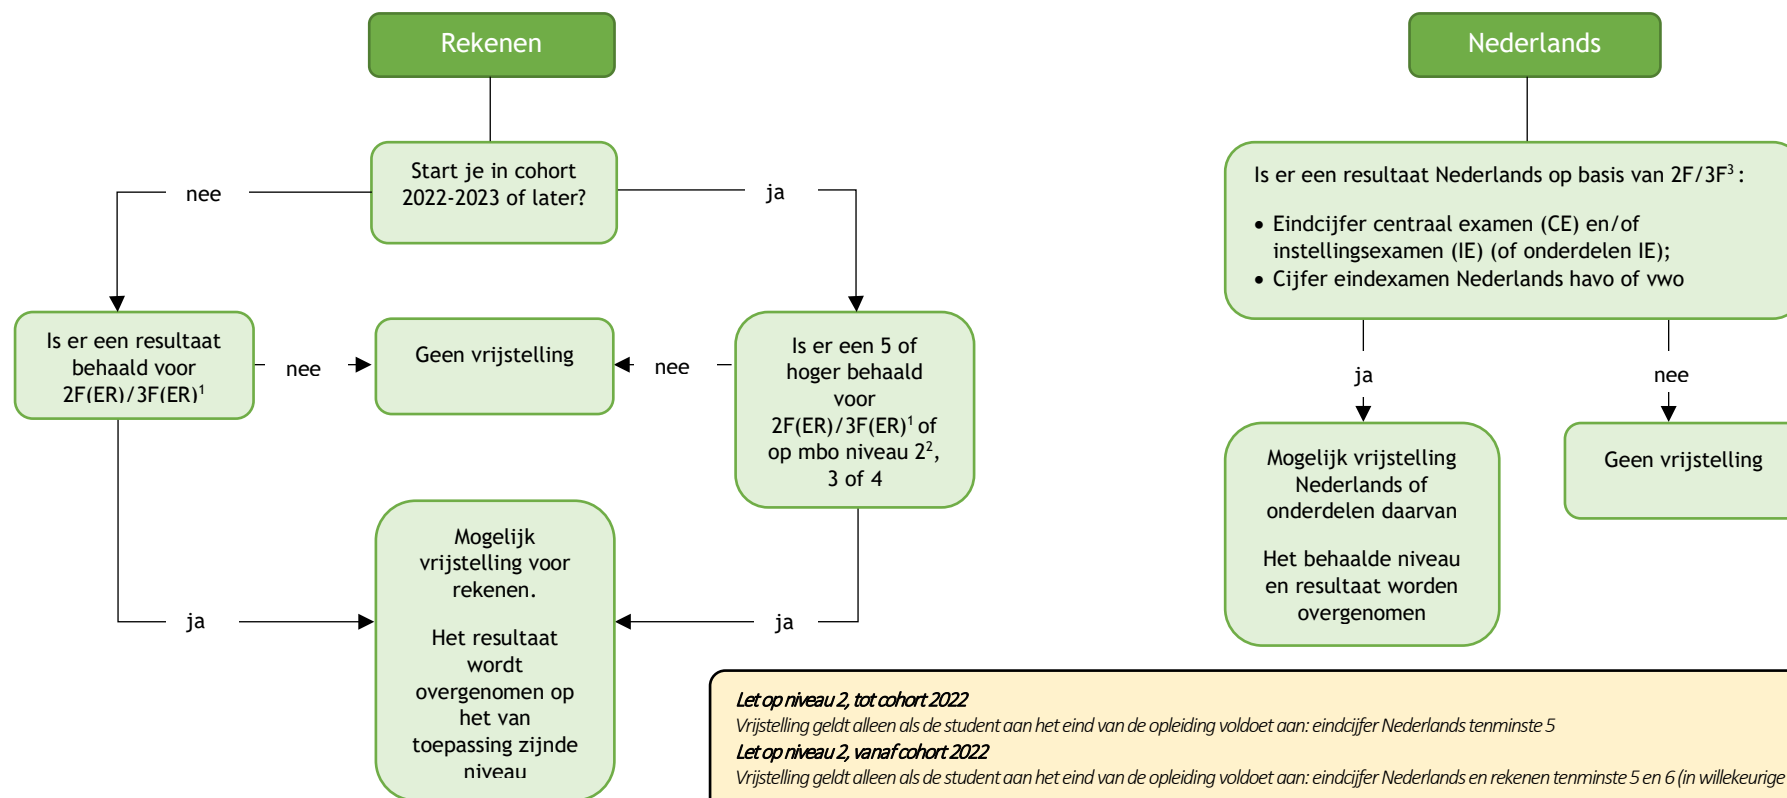 Rekenen
Start je in cohort
2022-2023 of later?
nee
ja
Is er een resultaat
behaald voor
2F(ER)/3F(ER)¹
nee
Geen vrijstelling
nee
Is er een 5 of
hoger behaald
voor
2F(ER)/3F(ER)¹ of
op mbo niveau 2²,
3 of 4
ja
Mogelijk
vrijstelling voor
rekenen.
Het resultaat
wordt
overgenomen op
het van
toepassing zijnde
niveau
ja
Nederlands
Is er een resultaat Nederlands op basis van 2F/3F³ :
• Eindcijfer centraal examen (CE) en/of
instellingsexamen (IE) (of onderdelen IE);
• Cijfer eindexamen Nederlands havo of vwo
ja
nee
Mogelijk vrijstelling
Nederlands of
onderdelen daarvan
Het behaalde niveau
en resultaat worden
overgenomen
Geen vrijstelling
Let op niveau 2, tot cohort 2022
Vrijstelling geldt alleen als de student aan het eind van de opleiding voldoet aan: eindcijfer Nederlands tenminste 5
Let op niveau 2, vanaf cohort 2022
Vrijstelling geldt alleen als de student aan het eind van de opleiding voldoet aan: eindcijfer Nederlands en rekenen tenminste 5 en 6 (in willekeurige